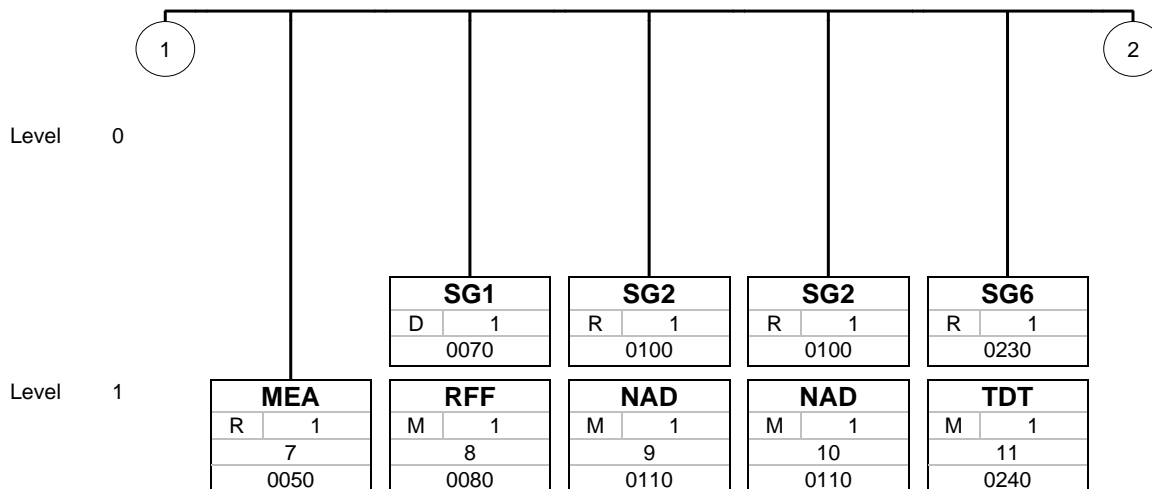 1 2
Level 0
SG1 SG2 SG2 SG6
D 1 R 1 R 1 R 1
0070 0100 0100 0230
Level 1 MEA RFF NAD NAD TDT
R 1 M 1 M 1 M 1 M 1
7 8 9 10 11
0050 0080 0110 0110 0240